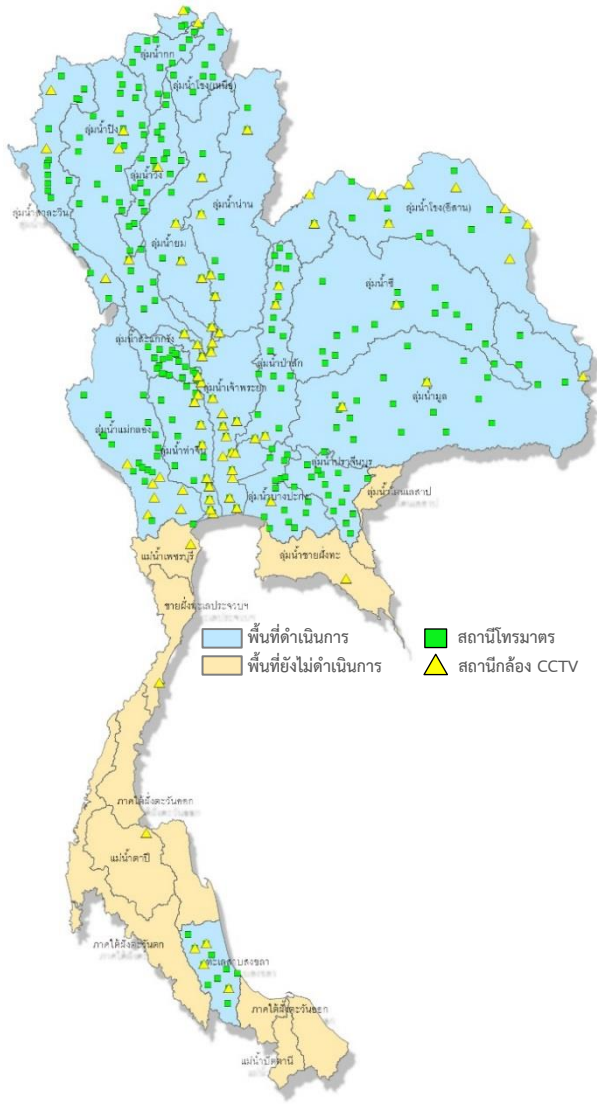 ลุ่มน้ำกก
ลุ่มน้ำโขง(เหนือ)
ลุ่มน้ำปิง
ลุ่มน้ำวัง
ลุ่มน้ำสาละวิน
ลุ่มน้ำน่าน
ลุ่มน้ำโขง(อีสาน)
ลุ่มน้ำยม
ลุ่มน้ำชี
ลุ่มน้ำสะแกกรัง
ลุ่มน้ำป่าสัก
ลุ่มน้ำเจ้าพระยา
ลุ่มน้ำมูล
ลุ่มน้ำแม่กลอง
ลุ่มน้ำท่าจีน
ลุ่มน้ำปราจีนบุรี
ลุ่มน้ำโตนเลสาป
ลุ่มน้ำบางปะกง
แม่น้ำเพชรบุรี
ลุ่มน้ำชายฝั่งทะ
ชายฝั่งทะเลประจวบฯ
พื้นที่ดำเนินการ
สถานีโทรมาตร
พื้นที่ยังไม่ดำเนินการ
สถานีกล้อง CCTV
ภาคใต้ฝั่งตะวันออก
แม่น้ำตาปี
ภาคใต้ฝั่งตะวันตก
ทะเลสาบสงขลา
ภาคใต้ฝั่งตะวันออก
แม่น้ำปัตตานี